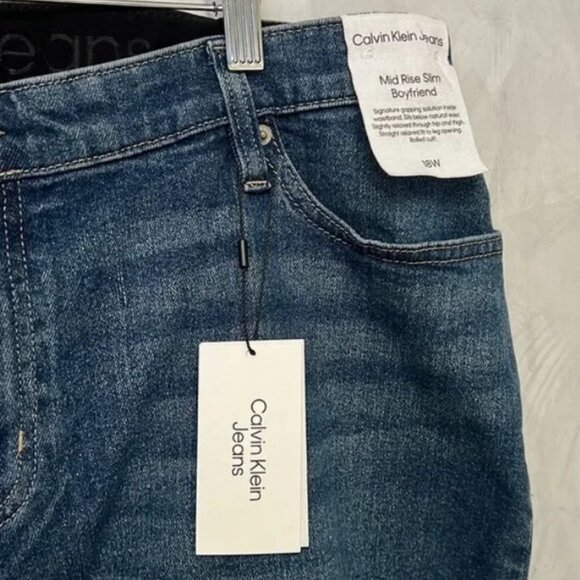 eans
Calvin Klein Jeans
Mid Rise Slim
Boyfriend
Signature gapping solution inside
waistband. Sits below natural waist.
Slightly relaxed through hip and thigh.
Straight relaxed fit to leg opening.
Rolled cuff.
18W
Calvin Klein
Jeans